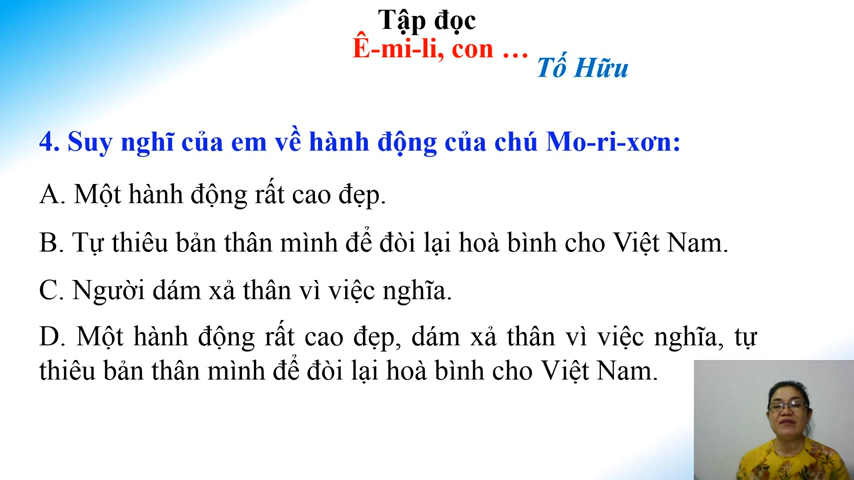 Tập đọc
Ê-mi-li, con …
Tố Hữu
4. Suy nghĩ của em về hành động của chú Mo-ri-xơn:
A. Một hành động rất cao đẹp.
B. Tự thiêu bản thân mình để đòi lại hoà bình cho Việt Nam.
C. Người dám xả thân vì việc nghĩa.
D. Một hành động rất cao đẹp, dám xả thân vì việc nghĩa, tự
thiêu bản thân mình để đòi lại hoà bình cho Việt Nam.